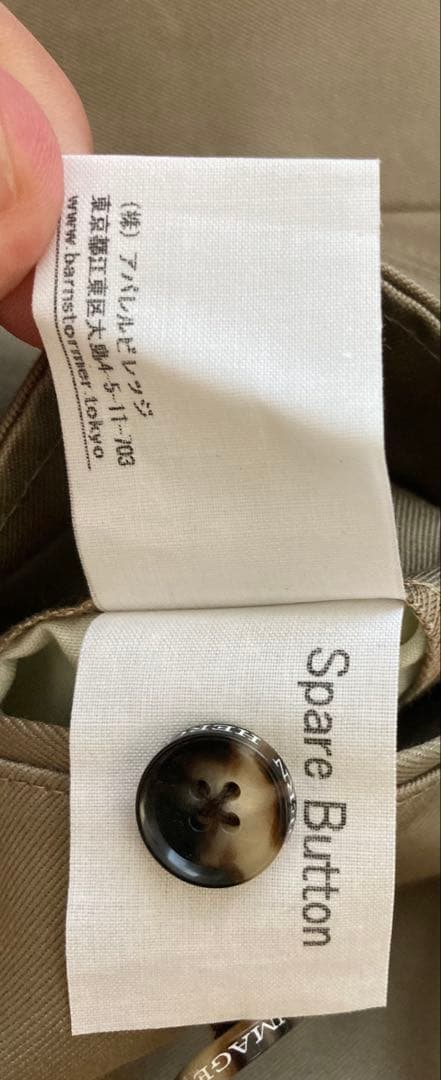 (株) アパレルビレッジ
東京都江東区大島4-5-11-703
www.barnstormer.tokyo
Spare Button
IMAGE